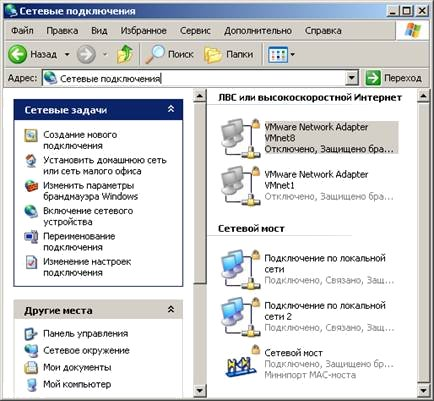 Сетевые подключения
Файл Правка Вид Избранное Сервис Дополнительно Справка
Назад Поиск Папки
Адрес: Сетевые подключения Переход
Сетевые задачи
Создание нового
подключения
Установить домашнюю сеть
или сеть малого офиса
Изменить параметры
брандмауэра Windows
Включение сетевого
устройства
Переименование
подключения
Изменение настроек
подключения
Другие места
Панель управления
Сетевое окружение
Мои документы
Мой компьютер
ЛВС или высокоскоростной Интернет
VMware Network Adapter
VMnet8
Отключено, Защищено бра...
VMware Network Adapter
VMnet1
Отключено, Защищено бра...
Сетевой мост
Подключение по локальной
сети
Подключено, Связано, Защ...
Подключение по локальной
сети 2
Подключено, Связано, Защ...
Сетевой мост
Подключено, Защищено бр...
Минипорт MAC-моста